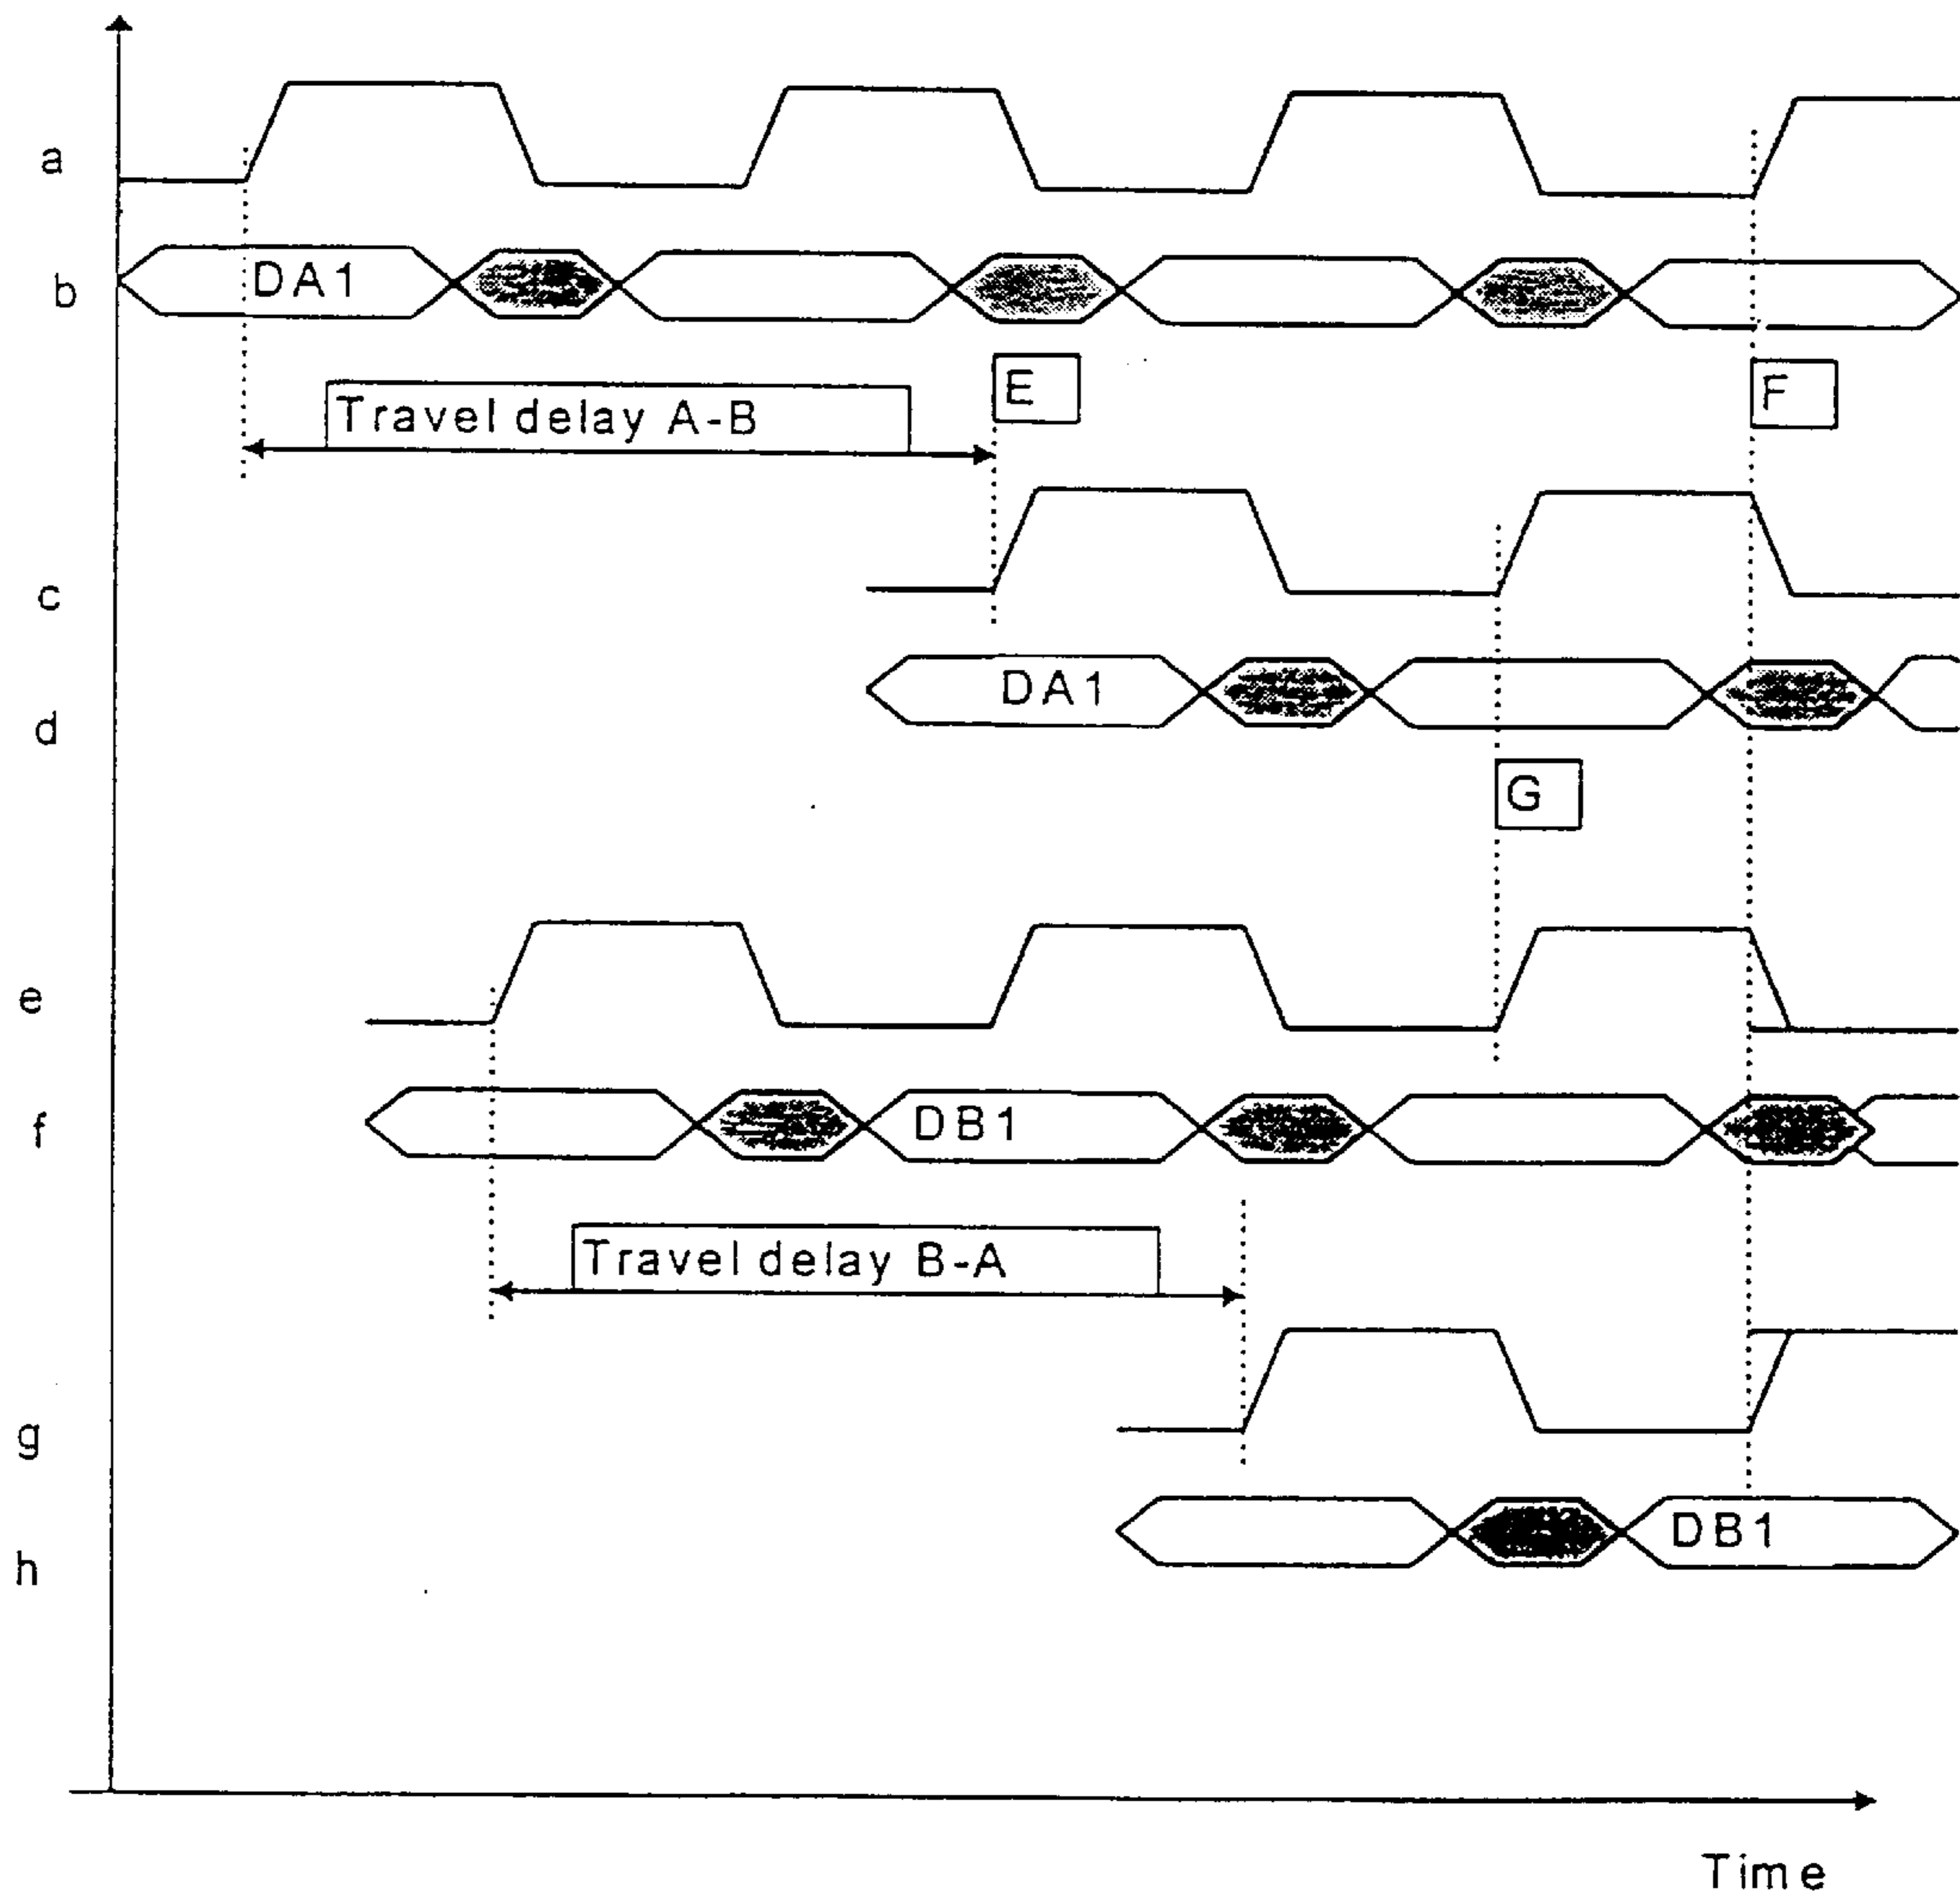 a
b
DA1
E
F
Travel delay A-B
c
DA1
d
G
e
f
DB1
Travel delay B-A
g
DB1
h
Time